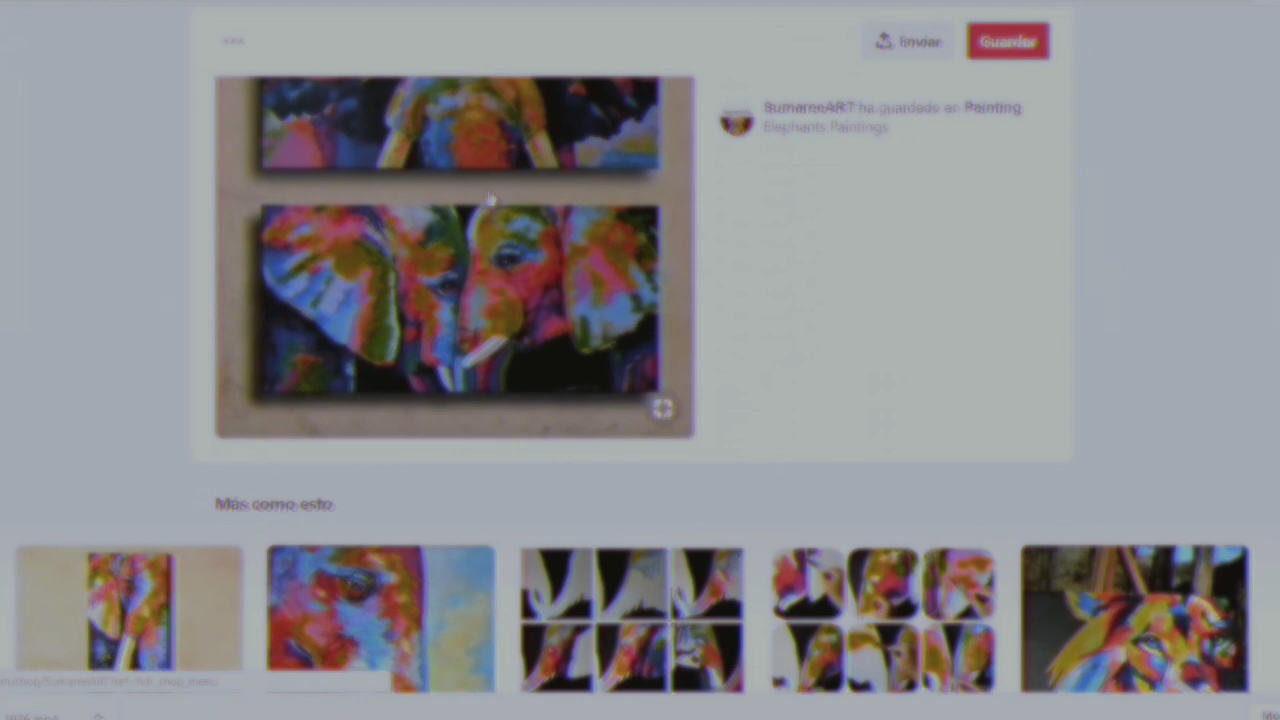 Enviar
Guardar
SumareeART ha guardado en Painting
Elephants Paintings
Más como esto